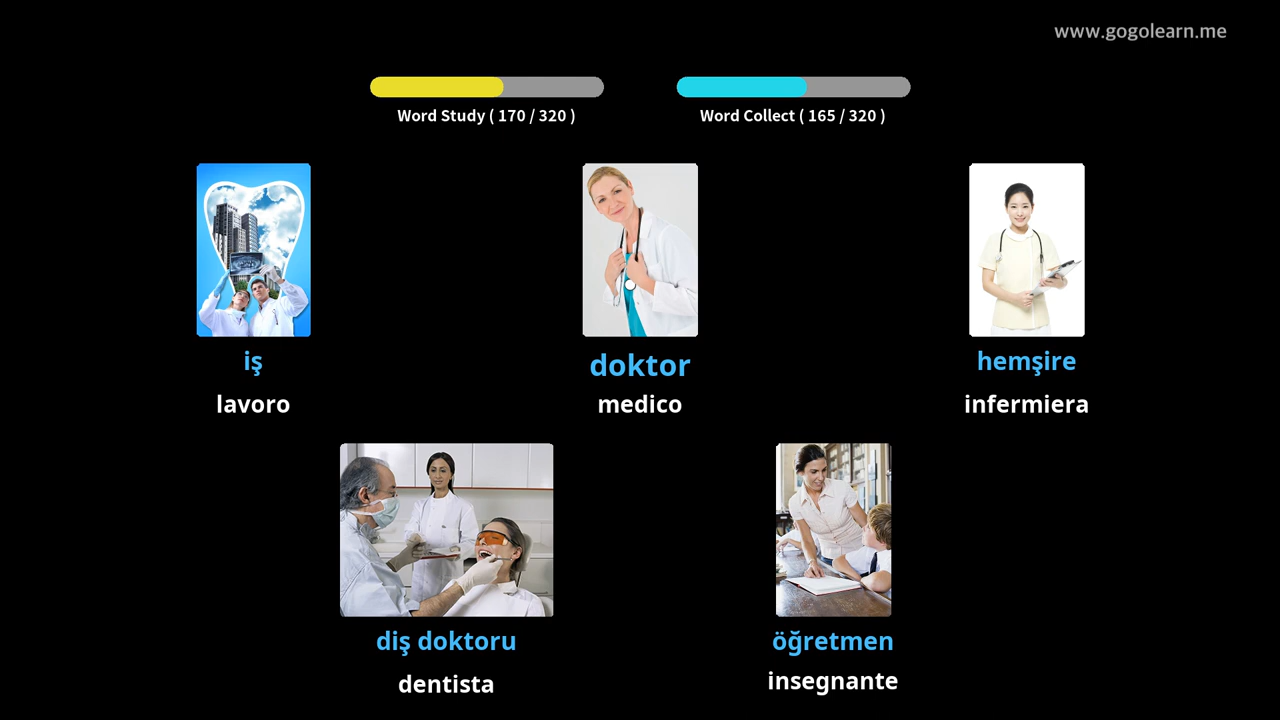 www.gogolearn.me
Word Study ( 170 / 320 )
Word Collect ( 165 / 320 )
iş
doktor
hemşire
lavoro
medico
infermiera
diş doktoru
öğretmen
dentista
insegnante